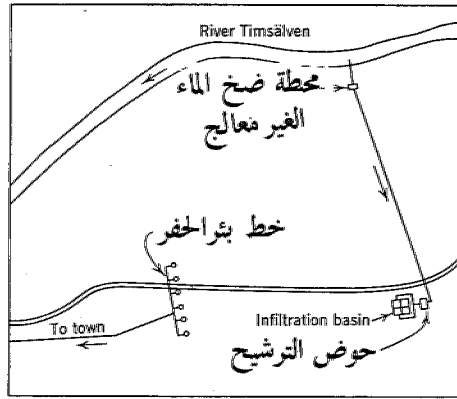 River Timsälven
محطة ضخ الماء
الغير معالج
خط بئر الحفر
To town
Infiltration basin
حوض الترشيح